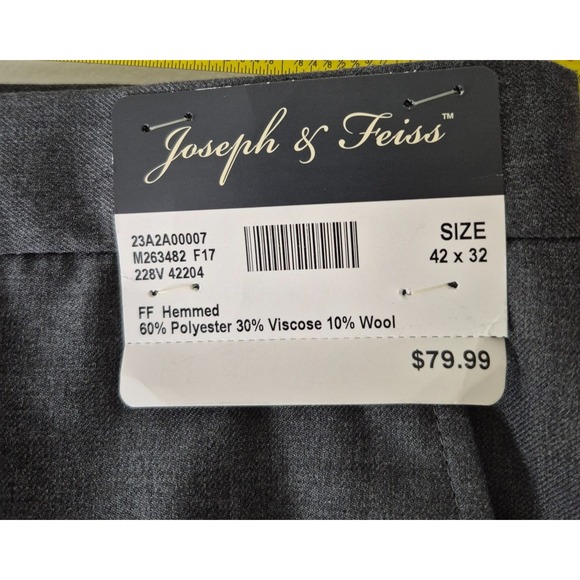 Joseph & Feiss™
23A2A00007
M263482 F17
228V 42204
SIZE
42 x 32
FF Hemmed
60% Polyester 30% Viscose 10% Wool
$79.99